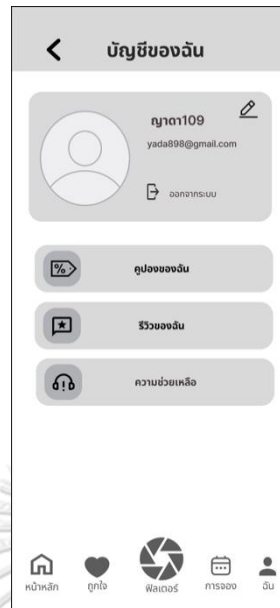 บัญชีของฉัน
ญาดา109
yada898@gmail.com
ออกจากระบบ
%
คูปองของฉัน
รีวิวของฉัน
ความช่วยเหลือ
หน้าหลัก ถูกใจ ฟิลเตอร์ การจอง ฉัน